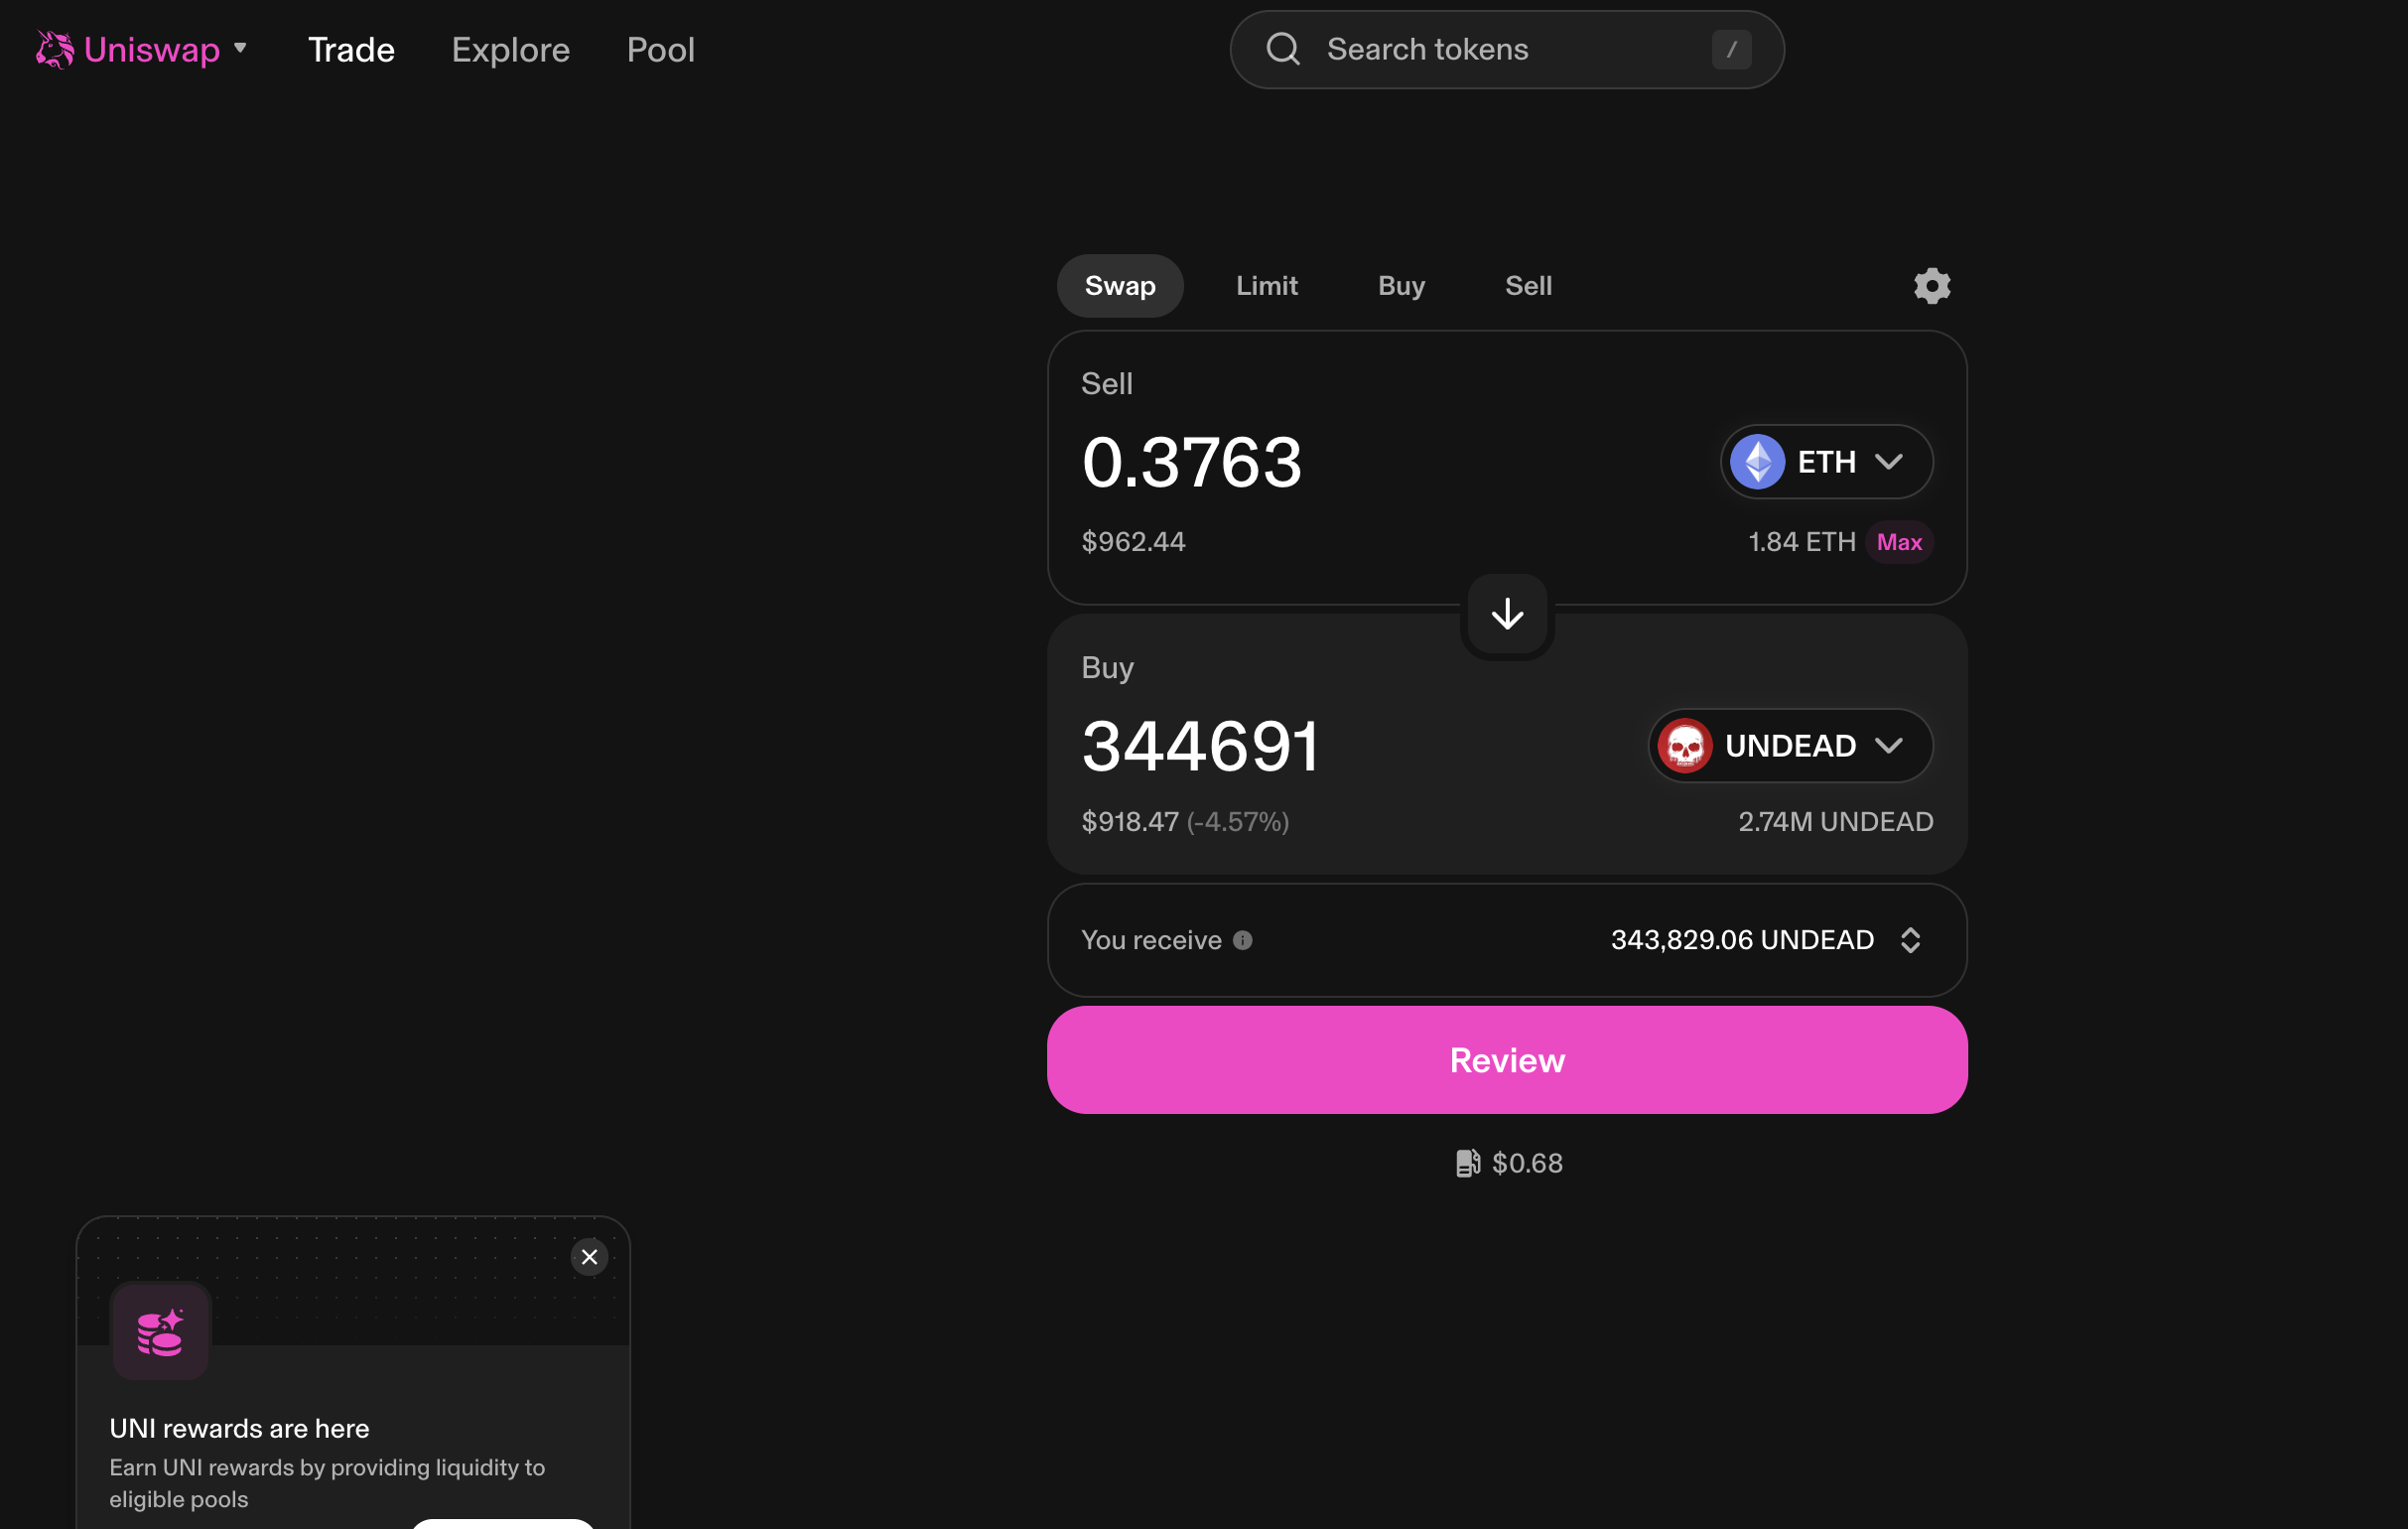 Uniswap Trade Explore Pool Search tokens /
Swap Limit Buy Sell
Sell
0.3763 ETH
$962.44 1.84 ETH Max
Buy
344691 UNDEAD
$918.47 (-4.57%) 2.74M UNDEAD
You receive 343,829.06 UNDEAD
Review
$0.68
UNI rewards are here
Earn UNI rewards by providing liquidity to
eligible pools